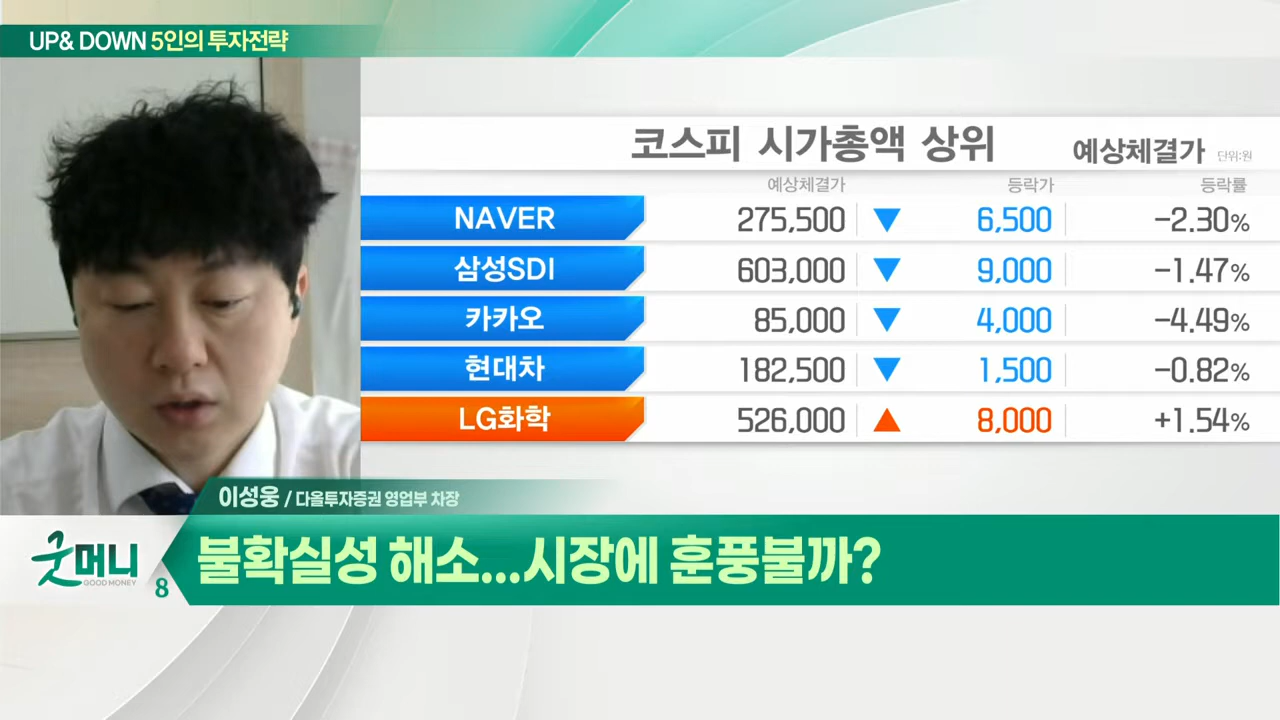 UP& DOWN 5인의 투자전략
코스피 시가총액 상위 예상체결가 단위:원
예상체결가 등락가 등락률
NAVER 275,500 ▼ 6,500 -2.30%
삼성SDI 603,000 ▼ 9,000 -1.47%
카카오 85,000 ▼ 4,000 -4.49%
현대차 182,500 ▼ 1,500 -0.82%
LG화학 526,000 ▲ 8,000 +1.54%
이성웅 / 다올투자증권 영업부 차장
굿머니
GOOD MONEY
8
불확실성 해소...시장에 훈풍불까?